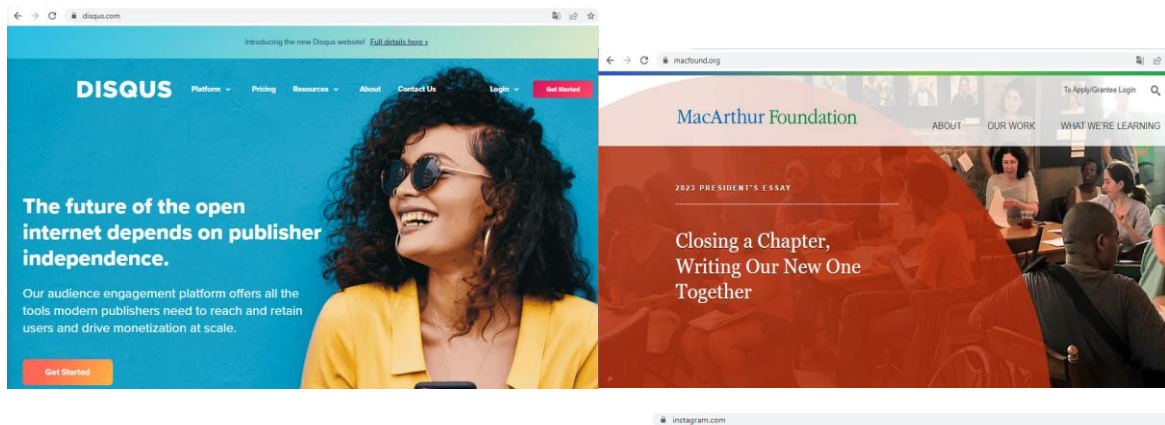 disqus.com
Introducing the new Disqus website! Full details here »
DISQUS Platform Pricing Resources About Contact Us Login Get Started
The future of the open
internet depends on publisher
independence.
Our audience engagement platform offers all the
tools modern publishers need to reach and retain
users and drive monetization at scale.
Get Started
macfound.org
To Apply/Grantee Login
MacArthur Foundation
ABOUT OUR WORK WHAT WE'RE LEARNING
2023 PRESIDENT'S ESSAY
Closing a Chapter,
Writing Our New One
Together
instagram.com